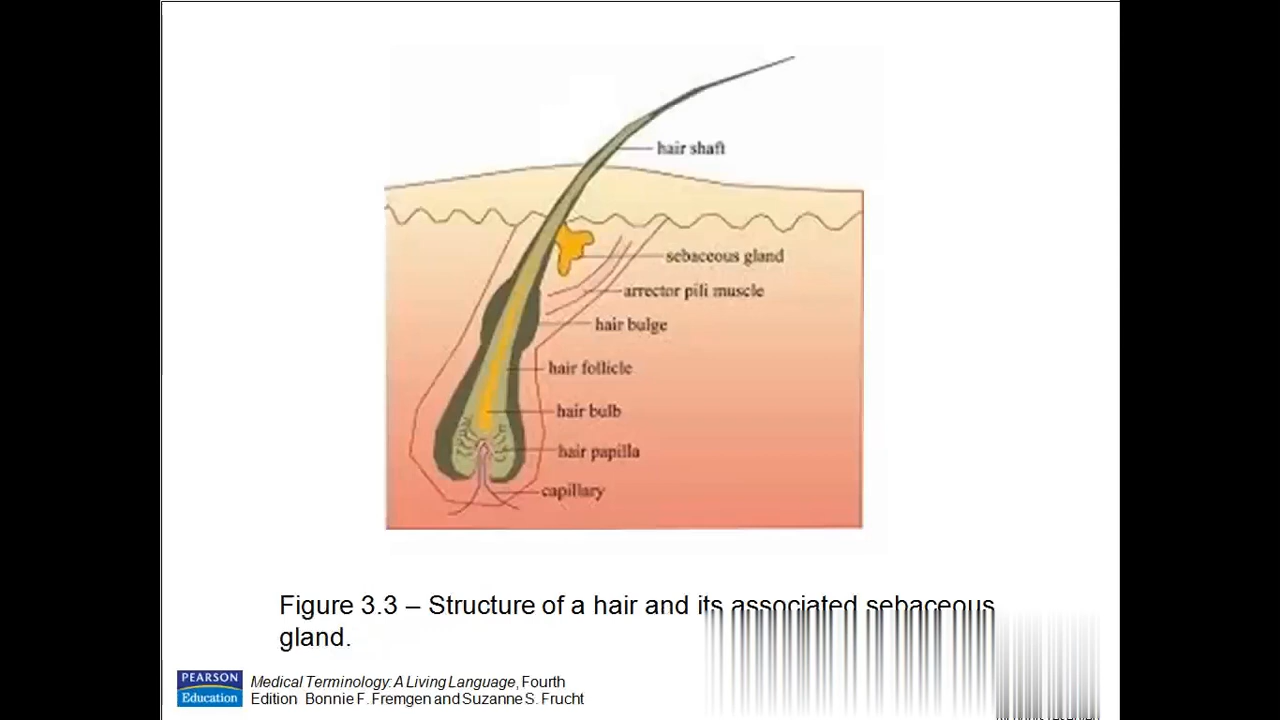 hair shaft
sebaceous gland
arrector pili muscle
hair bulge
hair follicle
hair bulb
hair papilla
capillary
Figure 3.3 – Structure of a hair and its associated sebaceous
gland.
PEARSON
Education
Medical Terminology: A Living Language, Fourth
Edition Bonnie F. Fremgen and Suzanne S. Frucht